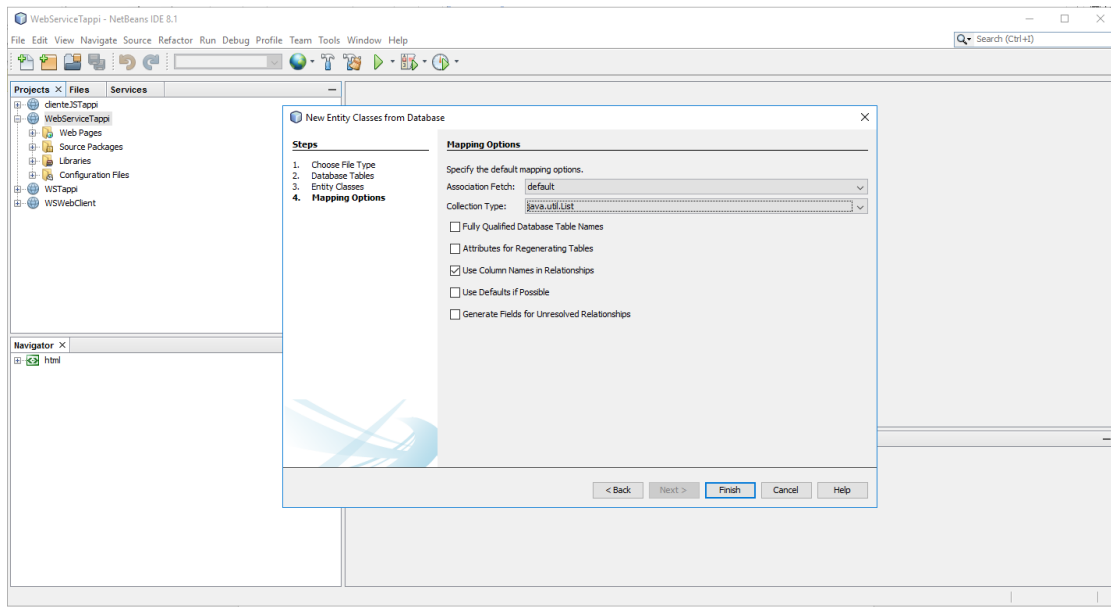 WebServiceTappi - NetBeans IDE 8.1
File Edit View Navigate Source Refactor Run Debug Profile Team Tools Window Help
Search (Ctrl+I)
Projects Files Services
clienteJSTappi
WebServiceTappi
Web Pages
Source Packages
Libraries
Configuration Files
WSTappi
WSWebClient
Navigator
html
New Entity Classes from Database
Steps
1. Choose File Type
2. Database Tables
3. Entity Classes
4. Mapping Options
Mapping Options
Specify the default mapping options.
Association Fetch: default
Collection Type: java.util.List
Fully Qualified Database Table Names
Attributes for Regenerating Tables
Use Column Names in Relationships
Use Defaults if Possible
Generate Fields for Unresolved Relationships
< Back Next > Finish Cancel Help